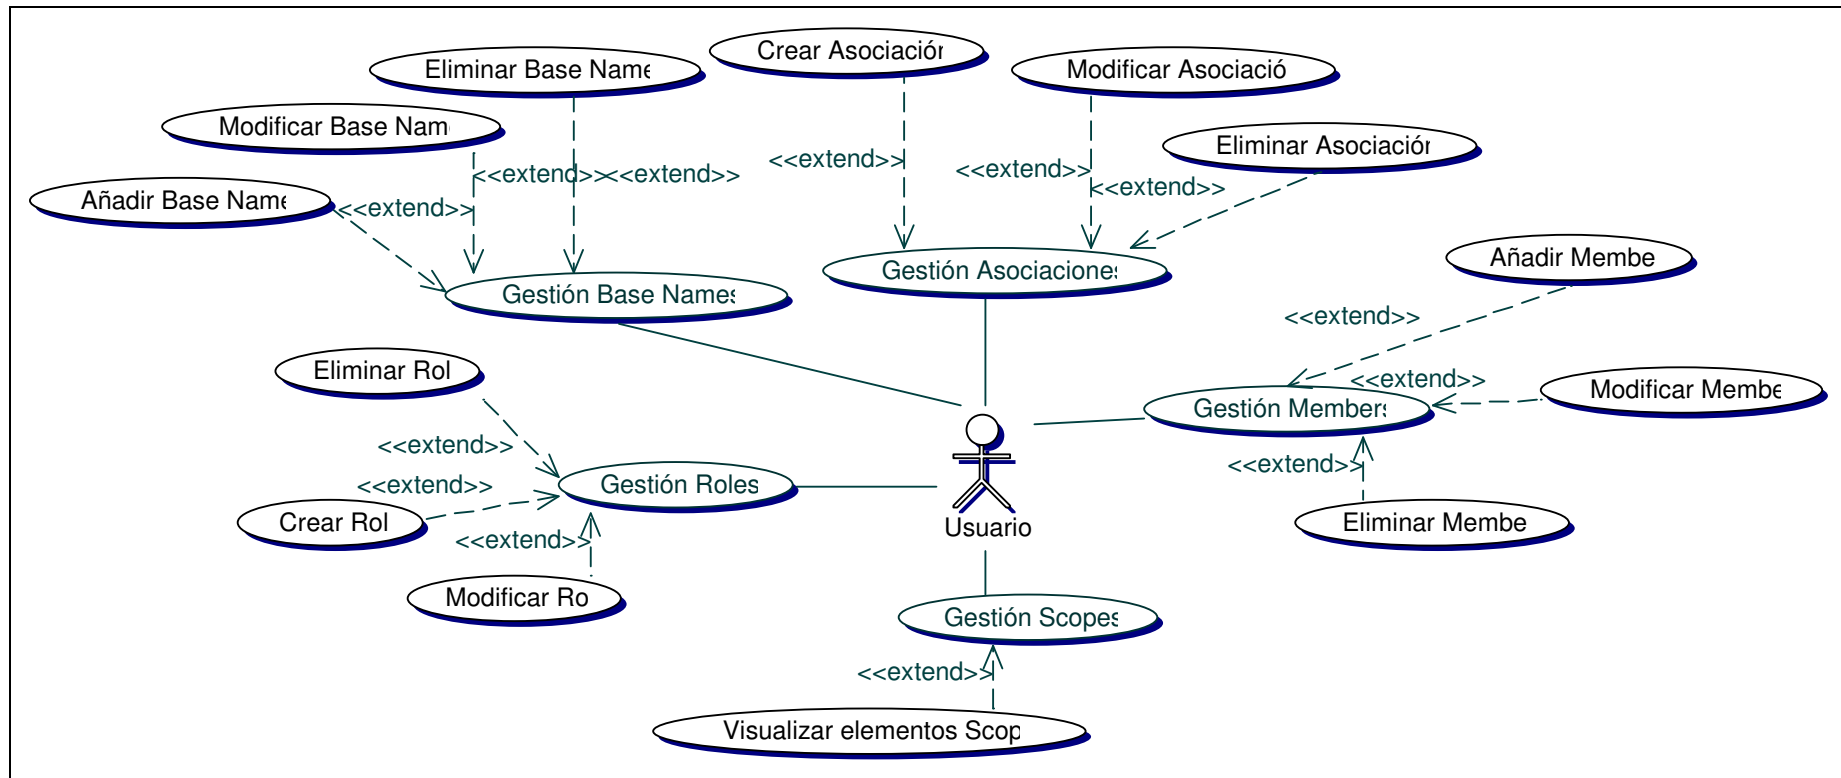 Crear Asociación
Eliminar Base Name
Modificar Asociació
Modificar Base Nam
Eliminar Asociación
<<extend>>
<<extend>>
<<extend>>
<<extend>>
<<extend>>
Añadir Base Name
<<extend>>
Añadir Membe
Gestión Asociaciones
Gestión Base Names
<<extend>>
Eliminar Rol
<<extend>>
Modificar Membe
Gestión Members
<<extend>>
<<extend>>
Gestión Roles
<<extend>>
Crear Rol
Eliminar Membe
Usuario
<<extend>>
Modificar Ro
Gestión Scopes
<<extend>>
Visualizar elementos Scop